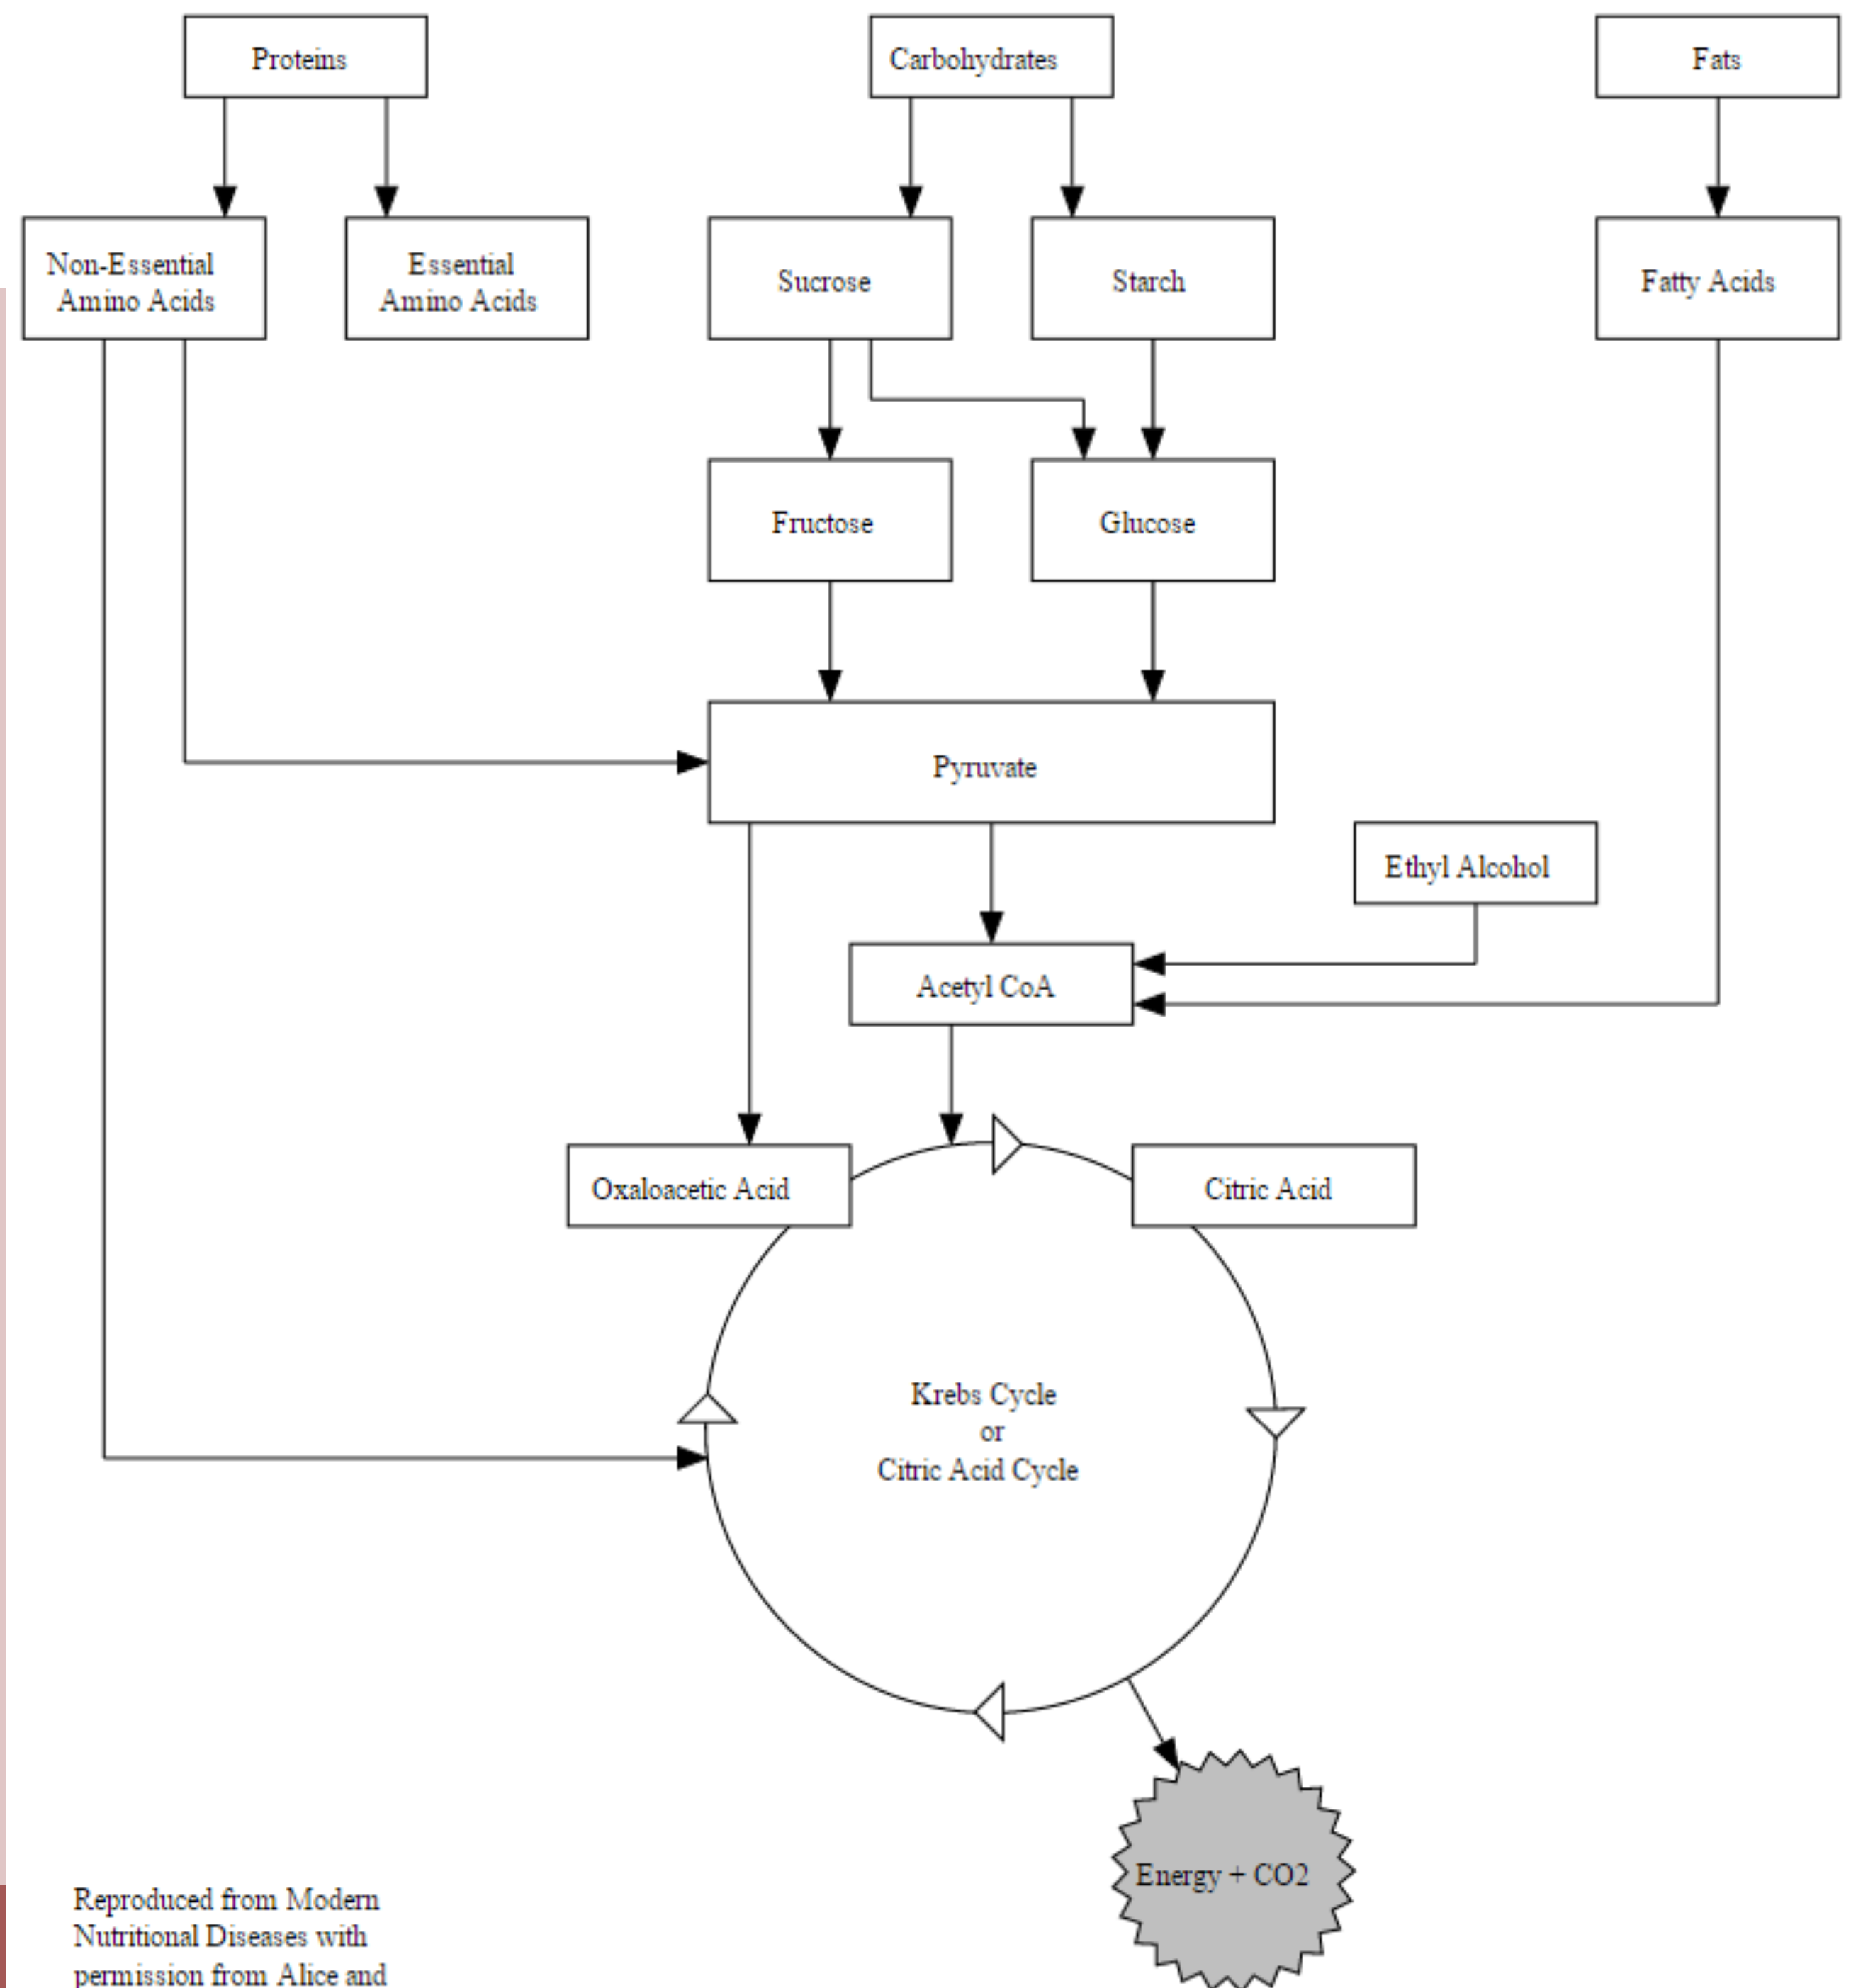 Proteins
Carbohydrates
Fats
Non-Essential
Amino Acids
Essential
Amino Acids
Sucrose
Starch
Fatty Acids
Fructose
Glucose
Pyruvate
Ethyl Alcohol
Acetyl CoA
Oxaloacetic Acid
Citric Acid
Krebs Cycle
or
Citric Acid Cycle
Energy + CO2
Reproduced from Modern
Nutritional Diseases with
permission from Alice and